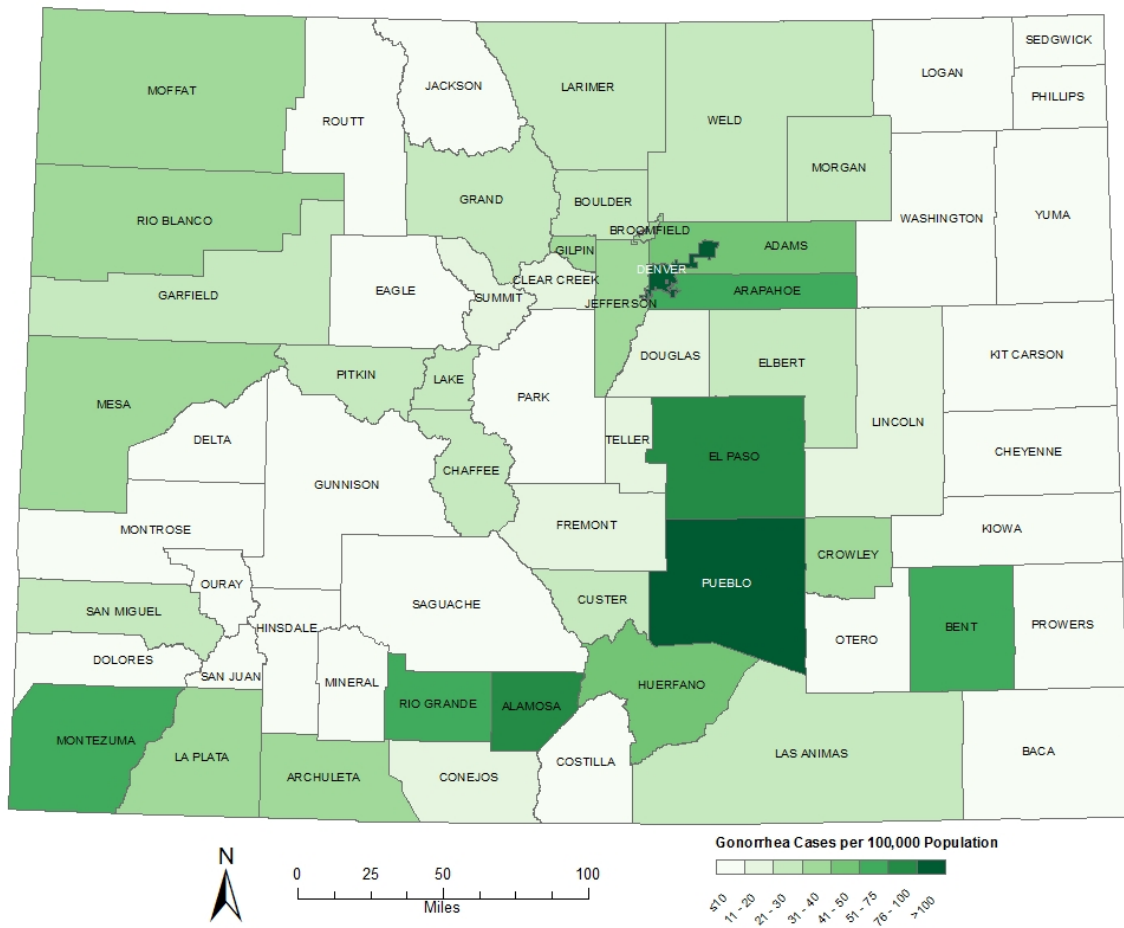 SEDGWICK
LOGAN
MOFFAT
JACKSON
LARIMER
PHILLIPS
ROUTT
WELD
MORGAN
GRAND
BOULDER
RIO BLANCO
WASHINGTON
YUMA
BROOMFIELD
ADAMS
GILPIN
DENVER
CLEAR CREEK
EAGLE
ARAPAHOE
GARFIELD
SUMMIT
JEFFERSON
DOUGLAS
KIT CARSON
ELBERT
PITKIN
LAKE
PARK
MESA
LINCOLN
DELTA
TELLER
CHEYENNE
EL PASO
CHAFFEE
GUNNISON
FREMONT
MONTROSE
KIOWA
CROWLEY
OURAY
PUEBLO
CUSTER
SAGUACHE
SAN MIGUEL
HINSDALE
BENT
PROWERS
OTERO
DOLORES
SAN JUAN
MINERAL
HUERFANO
RIO GRANDE
ALAMOSA
MONTEZUMA
LA PLATA
LAS ANIMAS
BACA
COSTILLA
ARCHULETA
CONEJOS
N
0 25 50 100
Miles
Gonorrhea Cases per 100,000 Population
≤10
11 - 20
21 - 30
31 - 40
41 - 50
51 - 75
76 - 100
>100